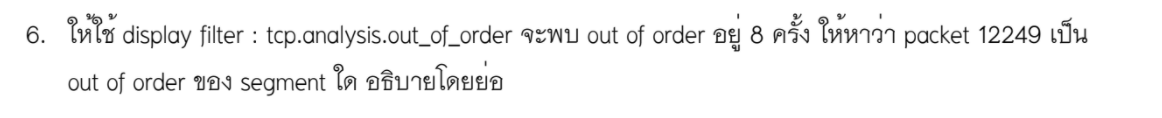 6. ให้ใช้ display filter : tcp.analysis.out_of_order จะพบ out of order อยู่ 8 ครั้ง ให้หาว่า packet 12249 เป็น
out of order ของ segment ใด อธิบายโดยย่อ